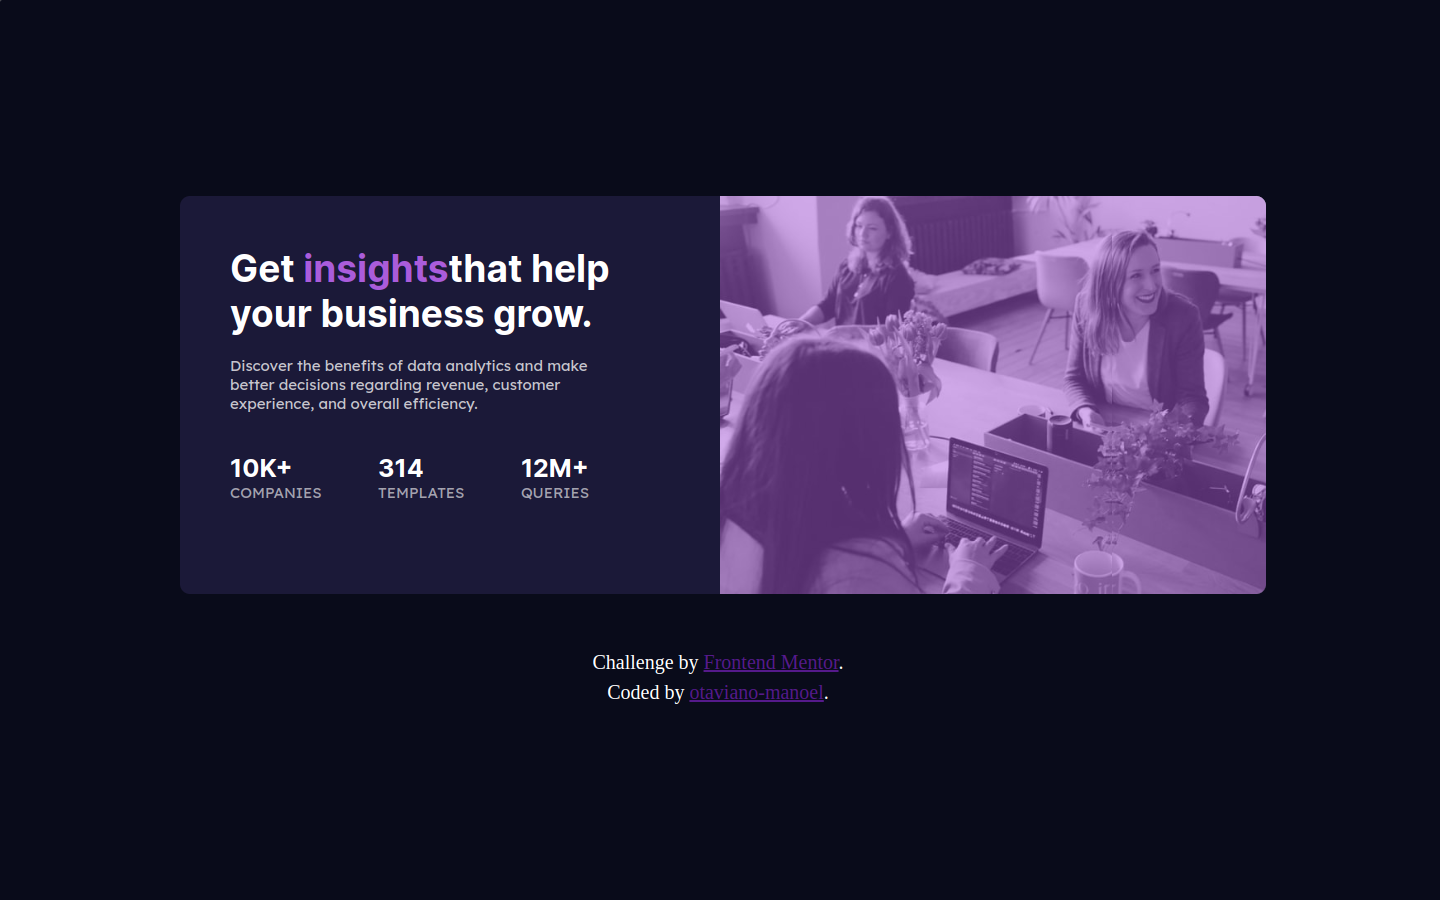 Get insightsthat help
your business grow.
Discover the benefits of data analytics and make
better decisions regarding revenue, customer
experience, and overall efficiency.
10K+ 314 12M+
COMPANIES TEMPLATES QUERIES
Challenge by Frontend Mentor.
Coded by otaviano-manoel.